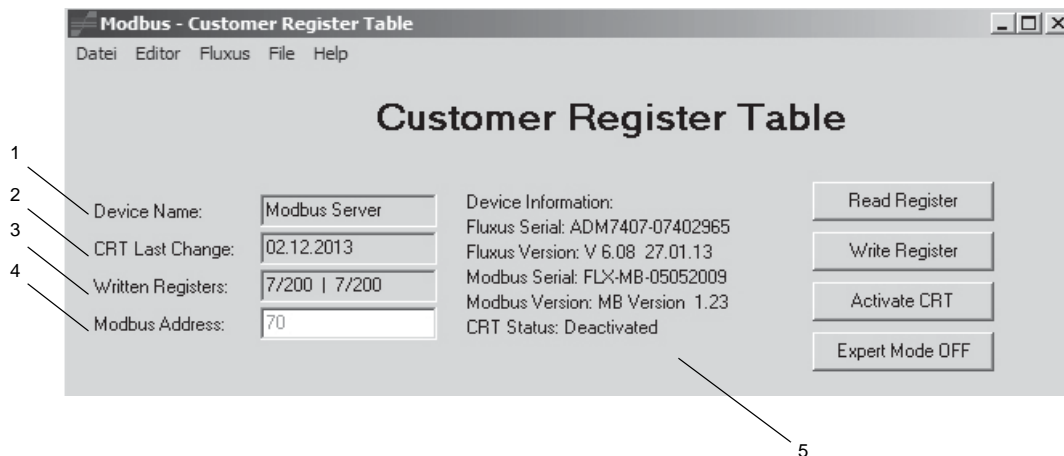 Modbus - Customer Register Table
Datei Editor Fluxus File Help
Customer Register Table
1
2
3
4
Device Name: Modbus Server
CRT Last Change: 02.12.2013
Written Registers: 7/200 | 7/200
Modbus Address: 70
Device Information:
Fluxus Serial: ADM7407-07402965
Fluxus Version: V 6.08 27.01.13
Modbus Serial: FLX-MB-05052009
Modbus Version: MB Version 1.23
CRT Status: Deactivated
Read Register
Write Register
Activate CRT
Expert Mode OFF
5